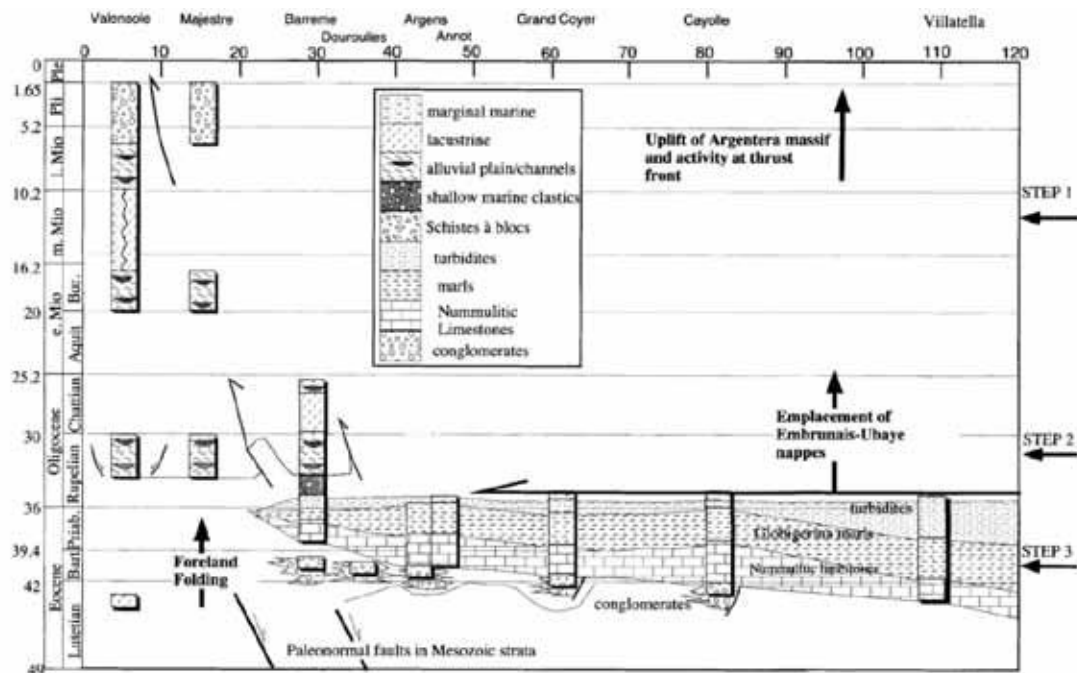 Valensole Majestre Barreme Argens Grand Coyer Cayolle Villatella
Douroulies Annot
0 10 20 30 40 50 60 70 80 90 100 110 120
0
Ple
1.65
Pli
5.2
l. Mio
10.2
m. Mio
16.2
e. Mio
Bur.
20
Aquit
25.2
Oligocene
Chattian
30
Rupelian
36
Eocene
Priab.
39.4
Bart
42
Lutetian
49
marginal marine
lacustrine
alluvial plain/channels
shallow marine clastics
Schistes à blocs
turbidites
marls
Nummulitic
Limestones
conglomerates
Uplift of Argentera massif
and activity at thrust
front
STEP 1
Emplacement of
Embrunais-Ubaye
nappes
STEP 2
turbidites
Globigerina marls
STEP 3
Nummulitic limestones
Foreland
Folding
conglomerates
Paleonormal faults in Mesozoic strata